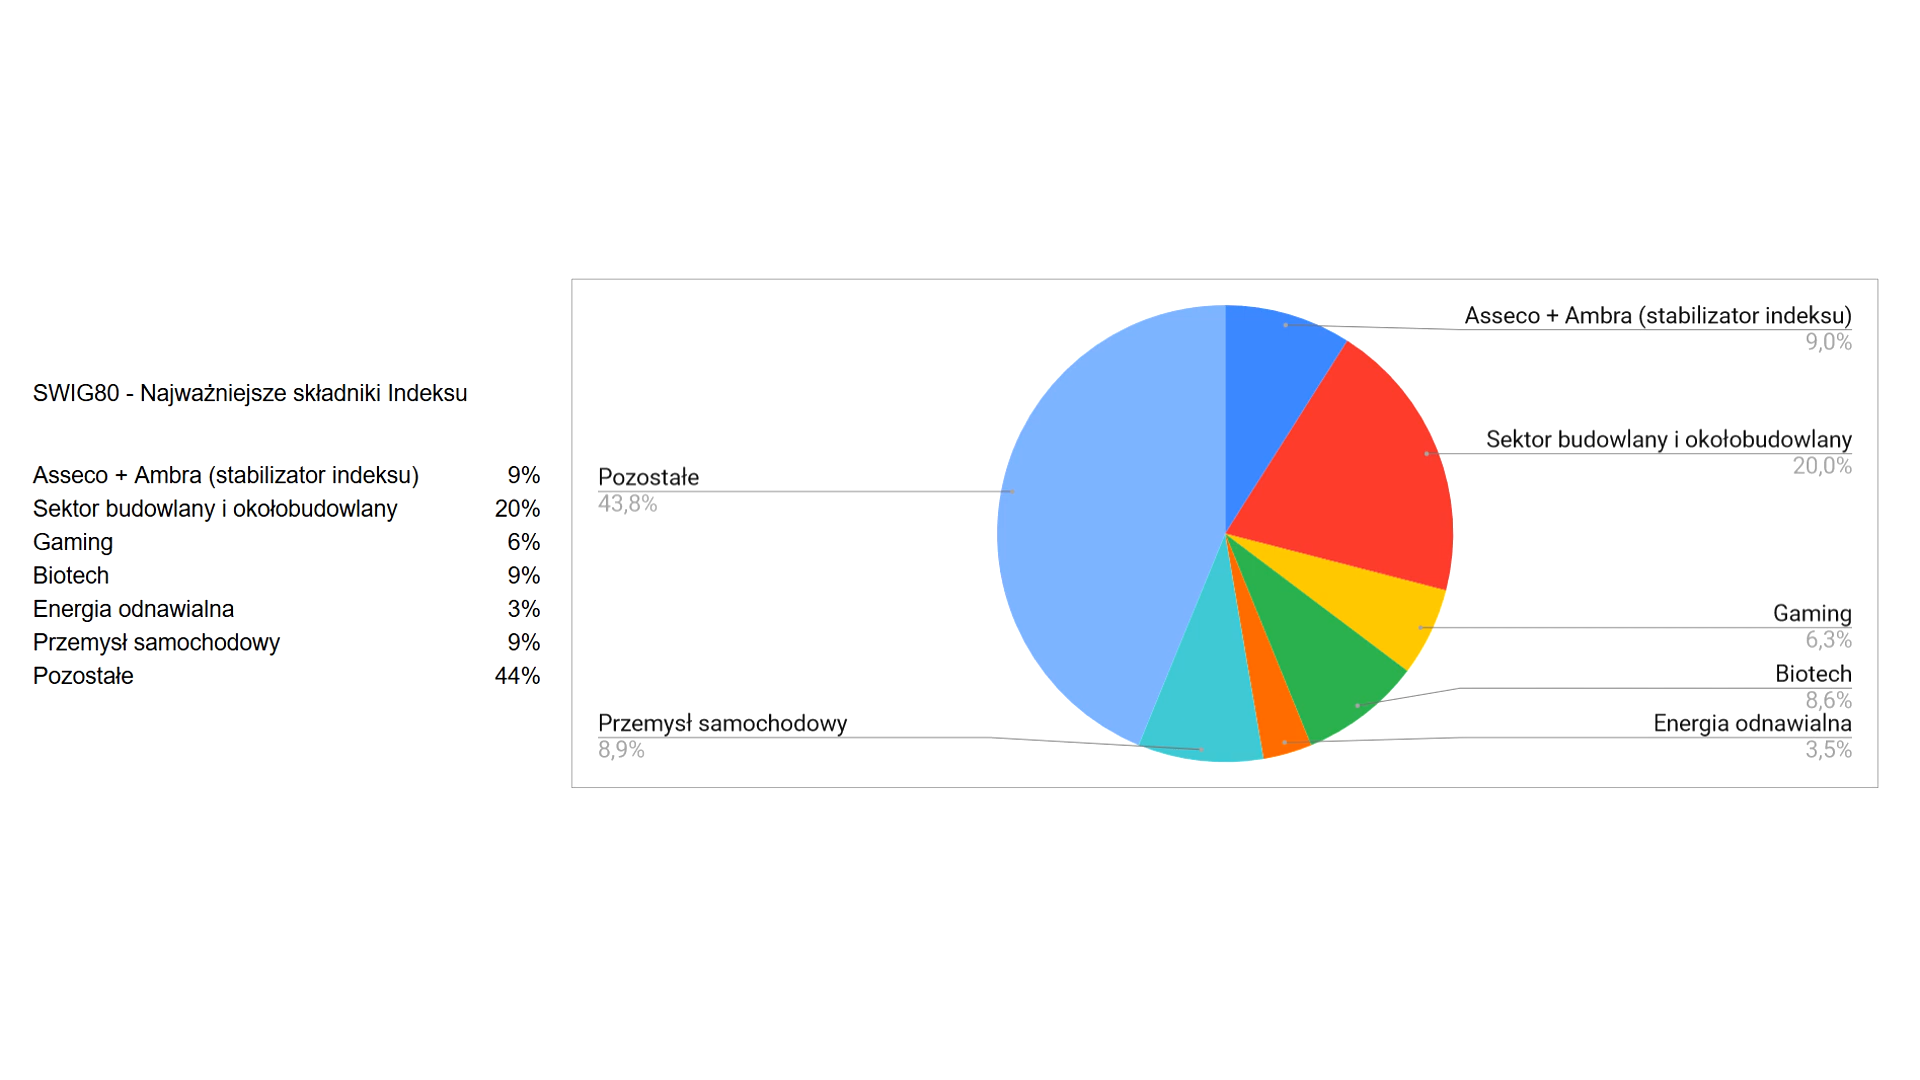 SWIG80 - Najważniejsze składniki Indeksu
Asseco + Ambra (stabilizator indeksu) 9%
Sektor budowlany i okołobudowlany 20%
Gaming 6%
Biotech 9%
Energia odnawialna 3%
Przemysł samochodowy 9%
Pozostałe 44%
Asseco + Ambra (stabilizator indeksu)
9,0%
Sektor budowlany i okołobudowlany
20,0%
Pozostałe
43,8%
Gaming
6,3%
Biotech
8,6%
Energia odnawialna
3,5%
Przemysł samochodowy
8,9%